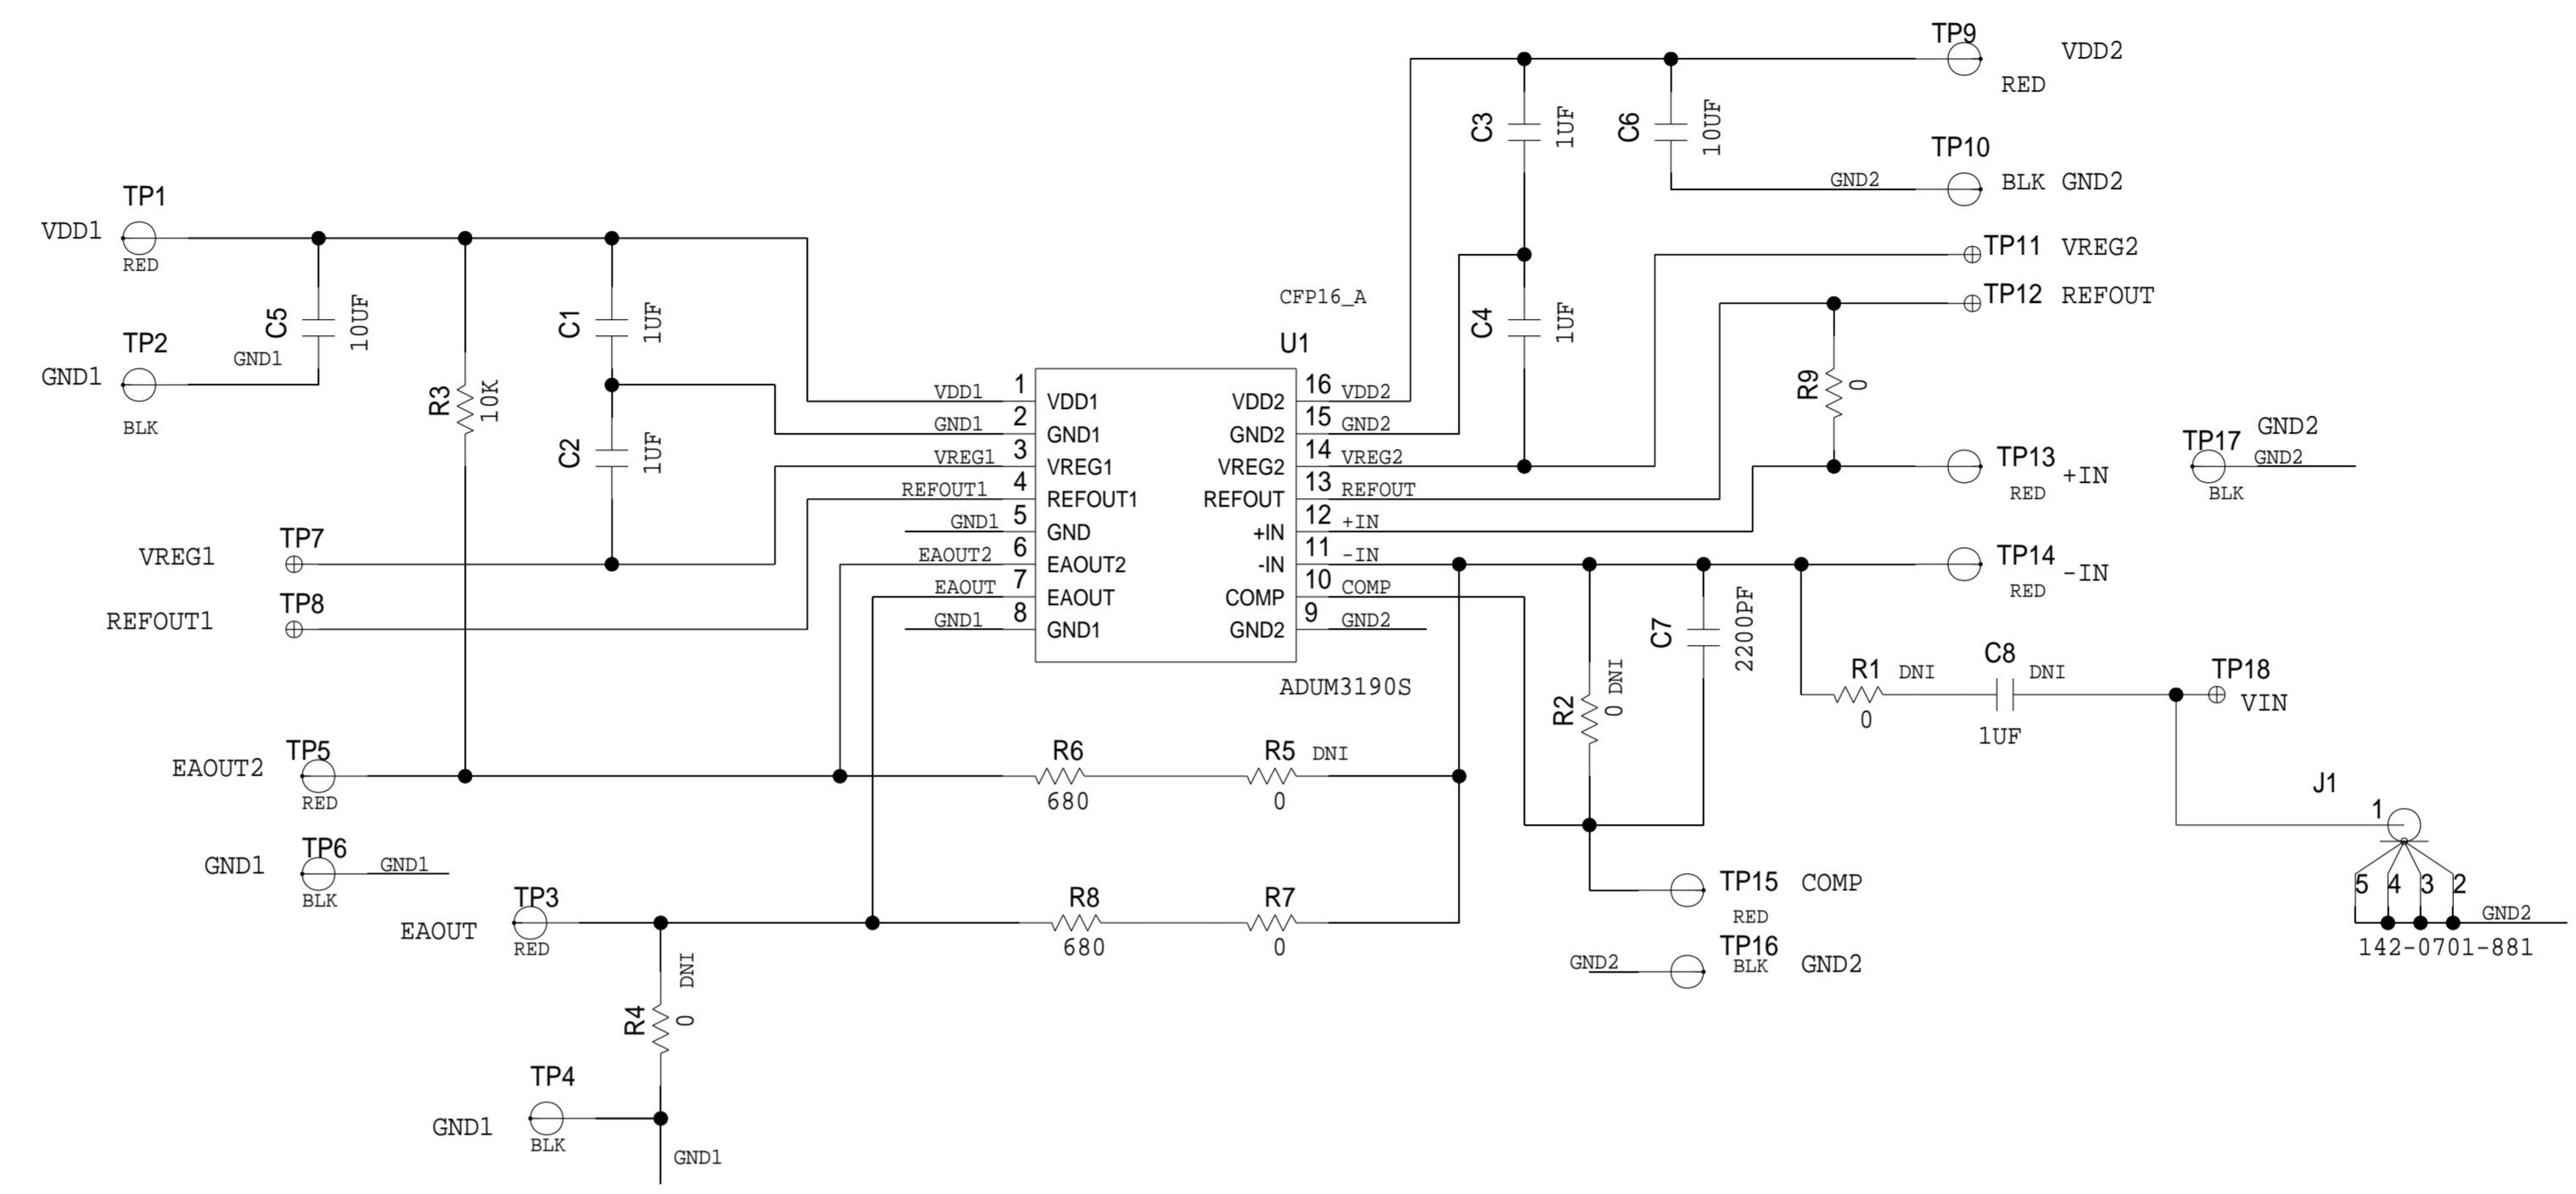 TP9 VDD2
RED
C3 1UF C6 10UF
TP10
GND2 BLK GND2
TP1
VDD1
RED
TP11 VREG2
TP12 REFOUT
CFP16_A
C5 10UF C1 1UF C4 1UF
TP2
GND1
GND1
BLK
U1
R3 10K
R9 0
C2 1UF
VDD1 1 VDD1 VDD2 16 VDD2
GND1 2 GND1 GND2 15 GND2
VREG1 3 VREG1 VREG2 14 VREG2
REFOUT1 4 REFOUT1 REFOUT 13 REFOUT
GND1 5 GND +IN 12 +IN
EAOUT2 6 EAOUT2 -IN 11 -IN
EAOUT 7 EAOUT COMP 10 COMP
GND1 8 GND1 GND2 9 GND2
ADUM3190S
TP13 +IN
RED
TP17 GND2
GND2
BLK
TP7
VREG1
TP8
REFOUT1
TP14 -IN
RED
C7 2200PF
R2 0 DNI
R1 DNI C8 DNI TP18
0 1UF VIN
TP5 R6 R5 DNI
EAOUT2
RED 680 0
J1
1
TP6
GND1 GND1
BLK
5 4 3 2
GND2
142-0701-881
TP3 R8 R7
EAOUT
RED 680 0
TP15 COMP
RED
TP16
GND2 BLK GND2
R4 0 DNI
TP4
GND1
BLK
GND1